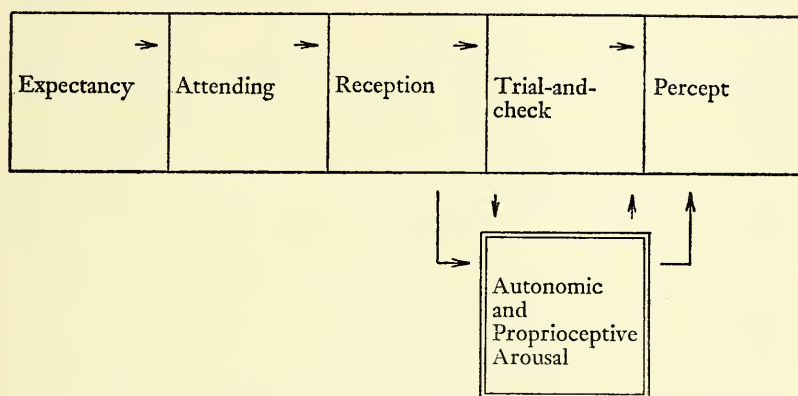 Expectancy
Attending
Reception
Trial-and-
check
Percept
Autonomic
and
Proprioceptive
Arousal